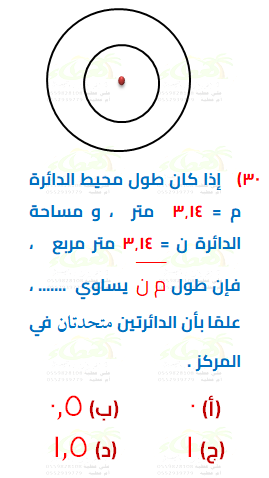 ٣٠) إذا كان طول محيط الدائرة
م = ٣,١٤ متر ، و مساحة
الدائرة ن = ٣,١٤ متر مربع ،
فإن طول م ن يساوي ....... ،
علمًا بأن الدائرتين متحدتان في
المركز .
(أ) ٠ (ب) ٠,٥
(ج) ١ (د) ١,٥